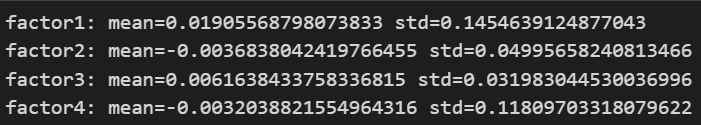 factor1: mean=0.01905568798073833 std=0.1454639124877043
factor2: mean=-0.0036838042419766455 std=0.04995658240813466
factor3: mean=0.0061638433758336815 std=0.031983044530036996
factor4: mean=-0.0032038821554964316 std=0.11809703318079622